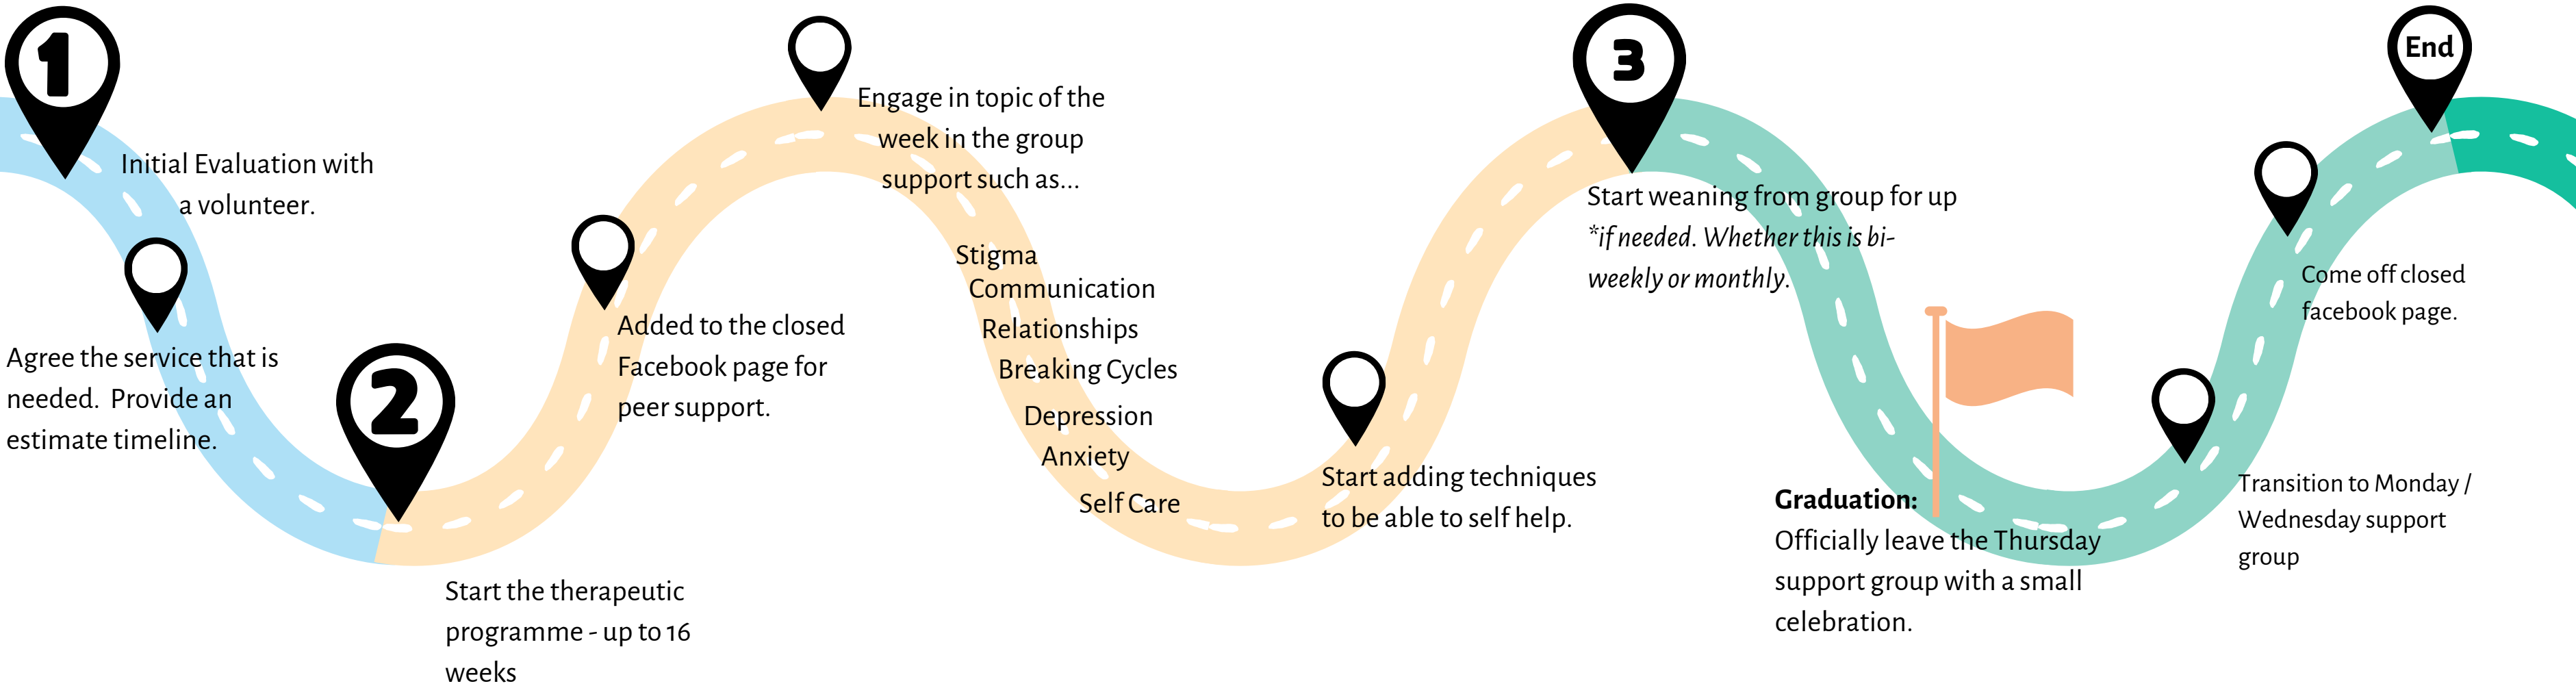 1
Initial Evaluation with
a volunteer.
Agree the service that is
needed. Provide an
estimate timeline.
2
Start the therapeutic
programme - up to 16
weeks
Added to the closed
Facebook page for
peer support.
Engage in topic of the
week in the group
support such as...
Stigma
Communication
Relationships
Breaking Cycles
Depression
Anxiety
Self Care
Start adding techniques
to be able to self help.
3
Start weaning from group for up
*if needed. Whether this is bi-
weekly or monthly.
Graduation:
Officially leave the Thursday
support group with a small
celebration.
Transition to Monday /
Wednesday support
group
Come off closed
facebook page.
End